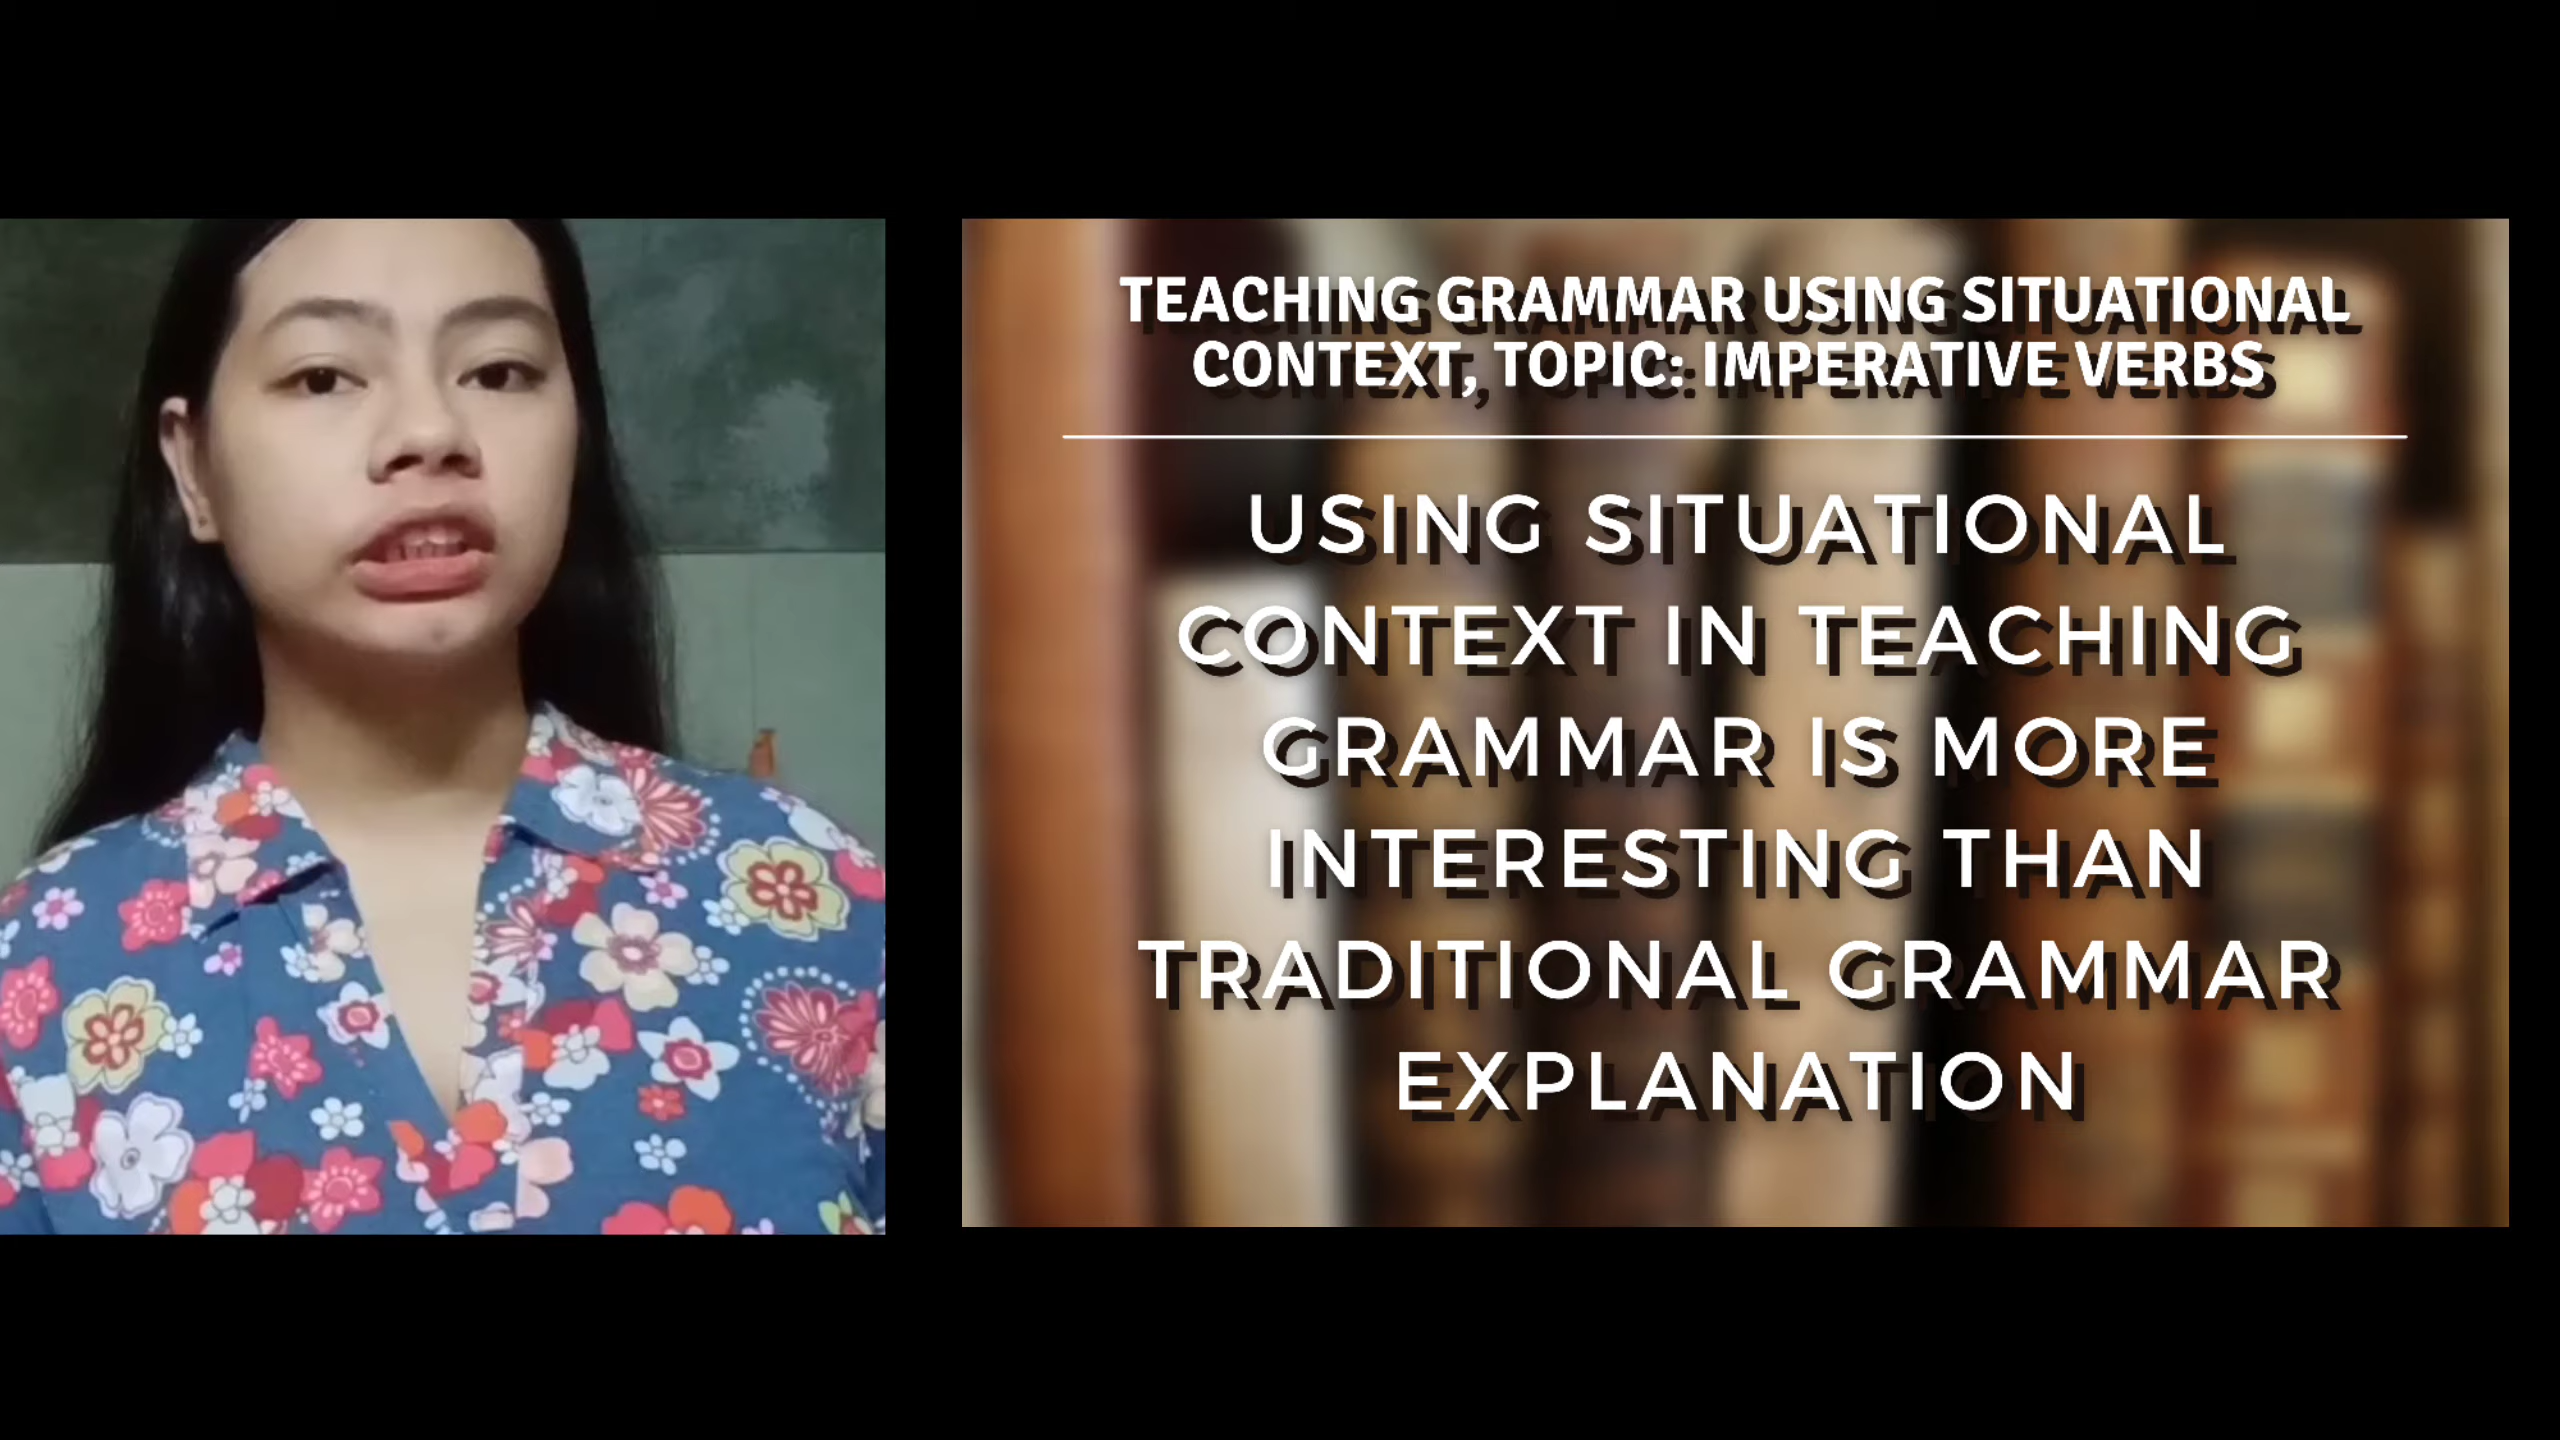 TEACHING GRAMMAR USING SITUATIONAL
CONTEXT, TOPIC: IMPERATIVE VERBS
USING SITUATIONAL
CONTEXT IN TEACHING
GRAMMAR IS MORE
INTERESTING THAN
TRADITIONAL GRAMMAR
EXPLANATION